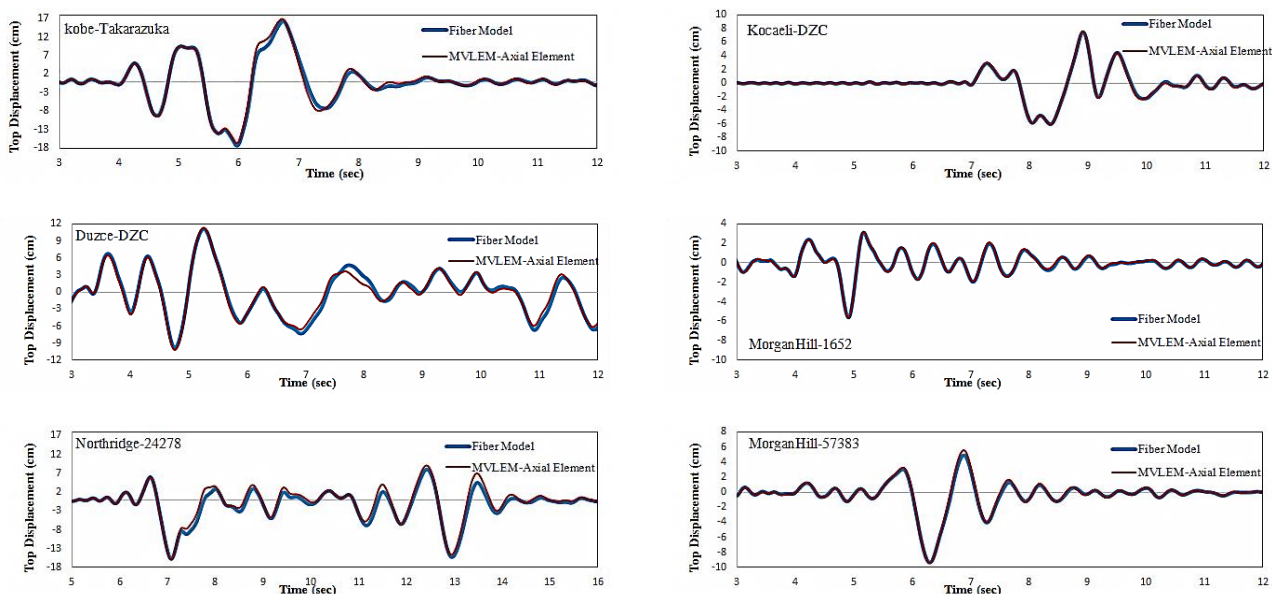 kobe-Takarazuka
Fiber Model
MVLEM-Axial Element
Top Displacement (cm)
17
12
7
2
-3
-8
-13
-18
3 4 5 6 7 8 9 10 11 12
Time (sec)
Kocaeli-DZC
Fiber Model
MVLEM-Axial Element
Top Displacement (cm)
10
8
6
4
2
0
-2
-4
-6
-8
-10
3 4 5 6 7 8 9 10 11 12
Time (sec)
Duzce-DZC
Fiber Model
MVLEM-Axial Element
Top Displacement (cm)
12
9
6
3
0
-3
-6
-9
-12
3 4 5 6 7 8 9 10 11 12
Time (sec)
Top Displacement (cm)
4
2
0
-2
-4
-6
-8
-10
Fiber Model
MVLEM-Axial Element
MorganHill-1652
3 4 5 6 7 8 9 10 11 12
Time (sec)
Northridge-24278
Fiber Model
MVLEM-Axial Element
Top Displacement (cm)
17
12
7
2
-3
-8
-13
-18
5 6 7 8 9 10 11 12 13 14 15 16
Time (sec)
MorganHill-57383
Fiber Model
MVLEM-Axial Element
Top Displacement (cm)
8
6
4
2
0
-2
-4
-6
-8
-10
3 4 5 6 7 8 9 10 11 12
Time (sec)